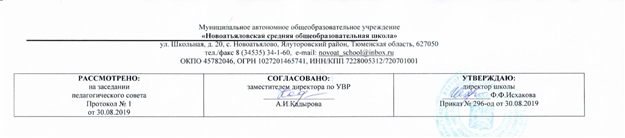 Муниципальное автономное общеобразовательное учреждение
«Новоатьяловская средняя общеобразовательная школа»
ул. Школьная, д. 20, с. Новоатьялово, Ялуторовский район, Тюменская область, 627050
тел./факс 8 (34535) 34-1-60, e-mail: novoat_school@inbox.ru
ОКПО 45782046, ОГРН 1027201465741, ИНН/КПП 7228005312/720701001
РАССМОТРЕНО:
на заседании
педагогического совета
Протокол № 1
от 30.08.2019
СОГЛАСОВАНО:
заместителем директора по УВР
А.И.Кадырова
УТВЕРЖДАЮ:
директор школы
Ф.Ф.Исхакова
Приказ № 296-од от 30.08.2019